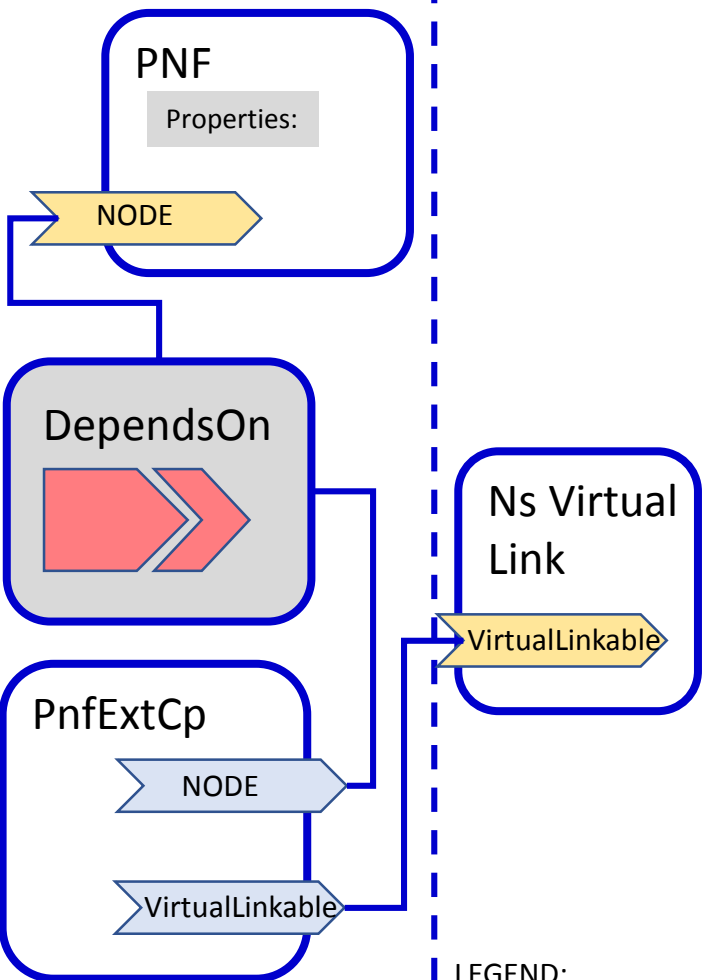 PNF
Properties:
NODE
DependsOn
Ns Virtual
Link
VirtualLinkable
PnfExtCp
NODE
VirtualLinkable
LEGEND: